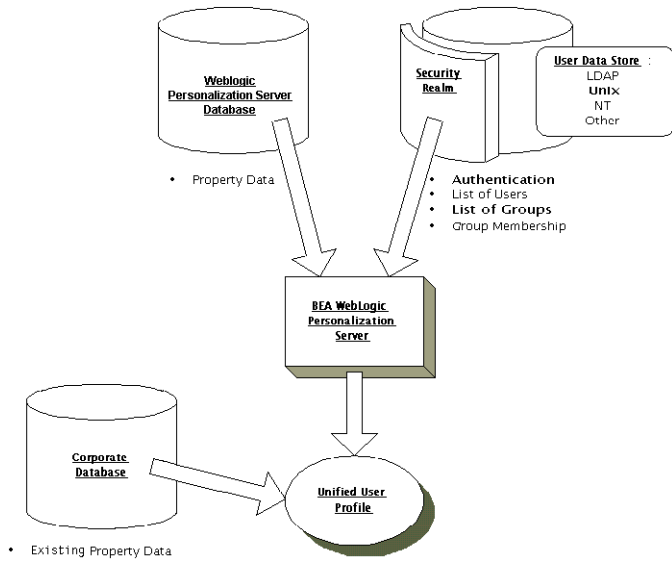 Weblogic
Personalization Server
Database
Security
Realm
User Data Store :
LDAP
Unix
NT
Other
• Property Data
• Authentication
• List of Users
• List of Groups
• Group Membership
BEA WebLogic
Personalization
Server
Corporate
Database
Unified User
Profile
• Existing Property Data